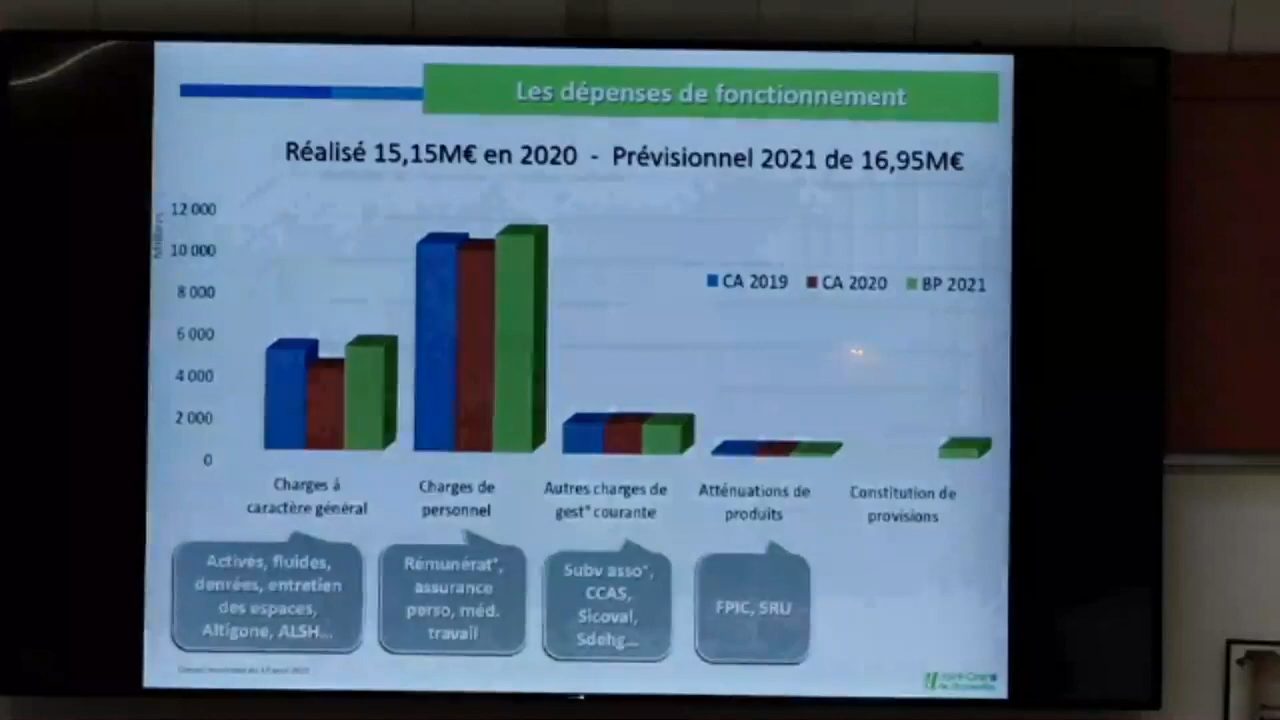 Les dépenses de fonctionnement
Réalisé 15,15M€ en 2020 - Prévisionnel 2021 de 16,95M€
Milliers
12 000
10 000
8 000
6 000
4 000
2 000
0
CA 2019 CA 2020 BP 2021
Charges à
caractère général
Charges de
personnel
Autres charges de
gest° courante
Atténuations de
produits
Constitution de
provisions
fluides,
denrées, entretien
des espaces,
Altigone, ALSH...
Rémunérat°,
assurance
perso, méd.
travail
Subv asso°,
CCAS,
Sicoval,
Sdehg...
FPIC, SRU